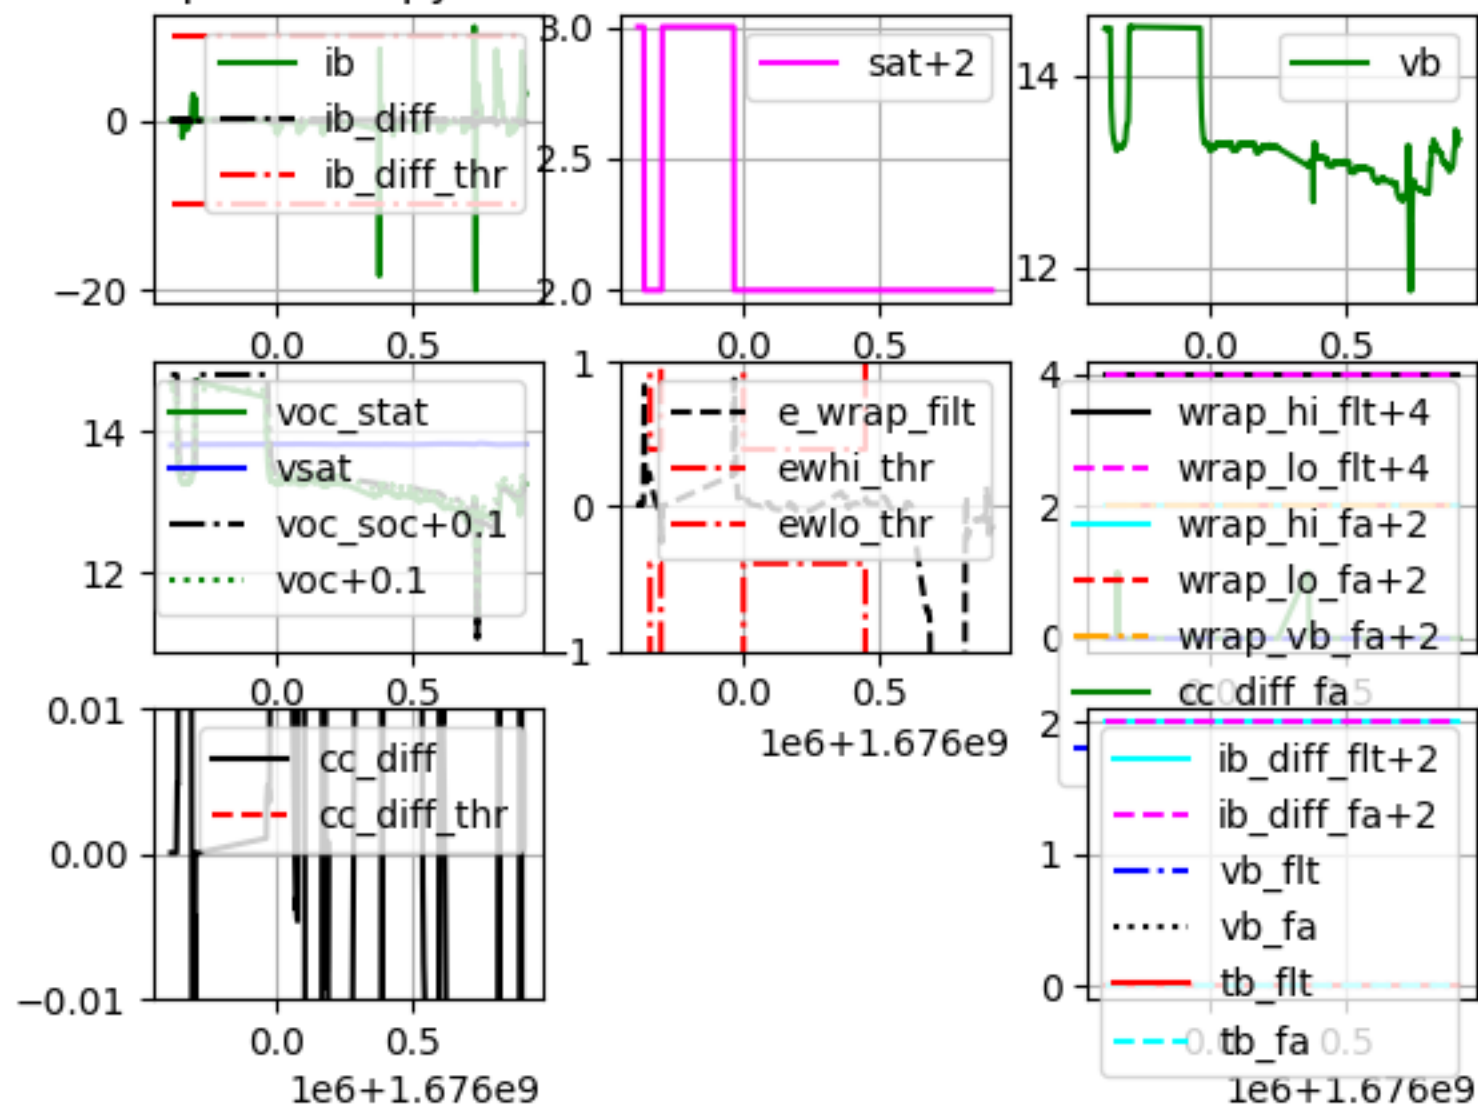 0
−20
0.0 0.5
ib
ib_diff
ib_diff_thr
3.0
2.5
2.0
0.0 0.5
sat+2
14
12
0.0 0.5
vb
14
12
0.0 0.5
voc_stat
vsat
voc_soc+0.1
voc+0.1
1
0
−1
0.0 0.5
1e6+1.676e9
e_wrap_filt
ewhi_thr
ewlo_thr
4
2
0
wrap_hi_flt+4
wrap_lo_flt+4
wrap_hi_fa+2
wrap_lo_fa+2
wrap_vb_fa+2
cc_diff_fa
0.01
0.00
−0.01
0.0 0.5
1e6+1.676e9
cc_diff
cc_diff_thr
2
1
0
0.0 0.5
1e6+1.676e9
ib_diff_flt+2
ib_diff_fa+2
vb_flt
vb_fa
tb_flt
tb_fa